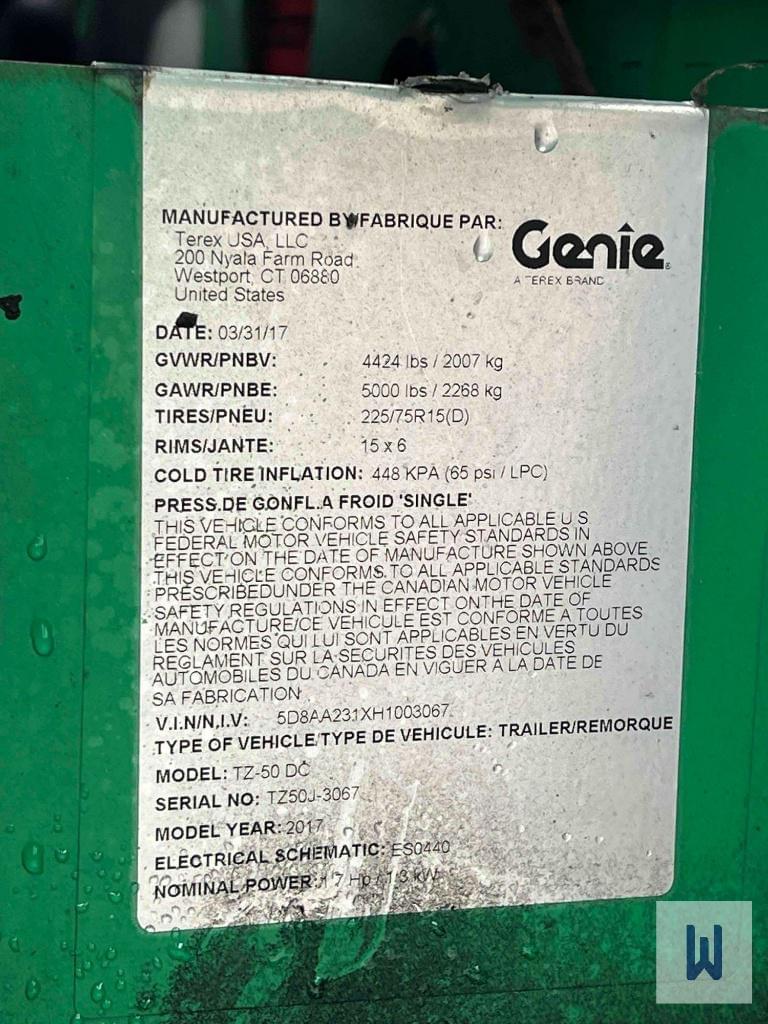 MANUFACTURED BY/FABRIQUE PAR:
Terex USA, LLC
200 Nyala Farm Road
Westport, CT 06880
United States
Genie
A TEREX BRAND
DATE: 03/31/17
GVWR/PNBV: 4424 lbs / 2007 kg
GAWR/PNBE: 5000 lbs / 2268 kg
TIRES/PNEU: 225/75R15(D)
RIMS/JANTE: 15 x 6
COLD TIRE INFLATION: 448 KPA (65 psi / LPC)
PRESS.DE GONFL.A FROID 'SINGLE'
THIS VEHICLE CONFORMS TO ALL APPLICABLE U S
FEDERAL MOTOR VEHICLE SAFETY STANDARDS IN
EFFECT ON THE DATE OF MANUFACTURE SHOWN ABOVE
THIS VEHICLE CONFORMS TO ALL APPLICABLE STANDARDS
PRESCRIBEDUNDER THE CANADIAN MOTOR VEHICLE
SAFETY REGULATIONS IN EFFECT ONTHE DATE OF
MANUFACTURE/CE VEHICULE EST CONFORME A TOUTES
LES NORMES QUI LUI SONT APPLICABLES EN VERTU DU
REGLAMENT SUR LA SECURITES DES VEHICULES
AUTOMOBILES DU CANADA EN VIGUER A LA DATE DE
SA FABRICATION
V.I.N/N.I.V: 5D8AA231XH1003067
TYPE OF VEHICLE/TYPE DE VEHICULE: TRAILER/REMORQUE
MODEL: TZ-50 DC
SERIAL NO: TZ50J-3067
MODEL YEAR: 2017
ELECTRICAL SCHEMATIC: ES0440
NOMINAL POWER: 1.7 Hp / 1.3 kW
W